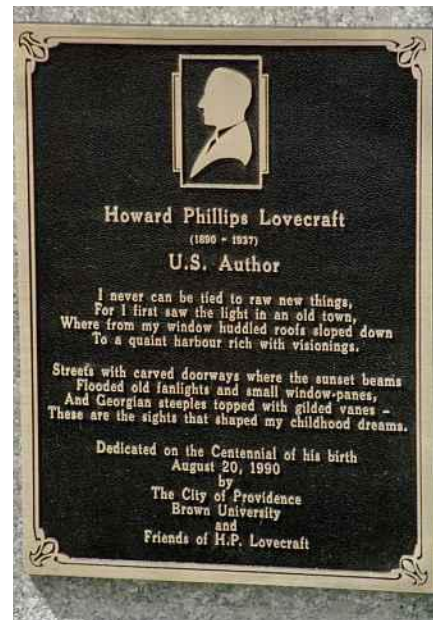 Howard Phillips Lovecraft
(1890 - 1937)
U.S. Author
I never can be tied to raw new things,
For I first saw the light in an old town,
Where from my window huddled roofs sloped down
To a quaint harbour rich with visionings.
Streets with carved doorways where the sunset beams
Flooded old fanlights and small window-panes,
And Georgian steeples topped with gilded vanes –
These are the sights that shaped my childhood dreams.
Dedicated on the Centennial of his birth
August 20, 1990
by
The City of Providence
Brown University
and
Friends of H.P. Lovecraft